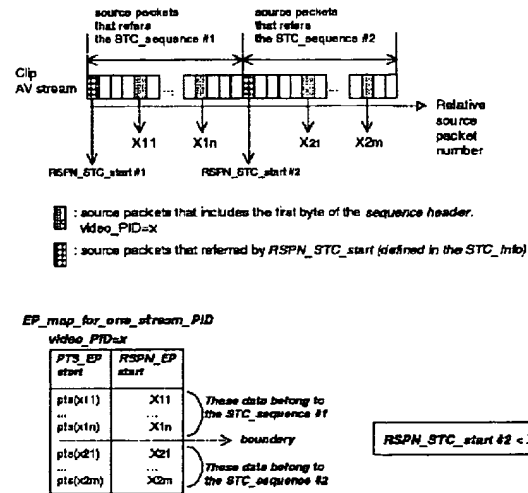 source packets
that refers
the STC_sequence #1
source packets
that refers
the STC_sequence #2
Clip
AV stream
...
...
X11
X1n
X21
X2m
Relative
source
packet
number
RSPN_STC_start #1
RSPN_STC_start #2
: source packets that includes the first byte of the sequence header.
video_PID=x
: source packets that referred by RSPN_STC_start (defined in the STC_Info)
EP_map_for_one_stream_PID
video_PID=x
PTS_EP start
RSPN_EP start
pts(x11)
X11
...
...
pts(x1n)
X1n
These data belong to
the STC_sequence #1
boundary
pts(x21)
X21
...
...
pts(x2m)
X2m
These data belong to
the STC_sequence #2
RSPN_STC_start #2 <